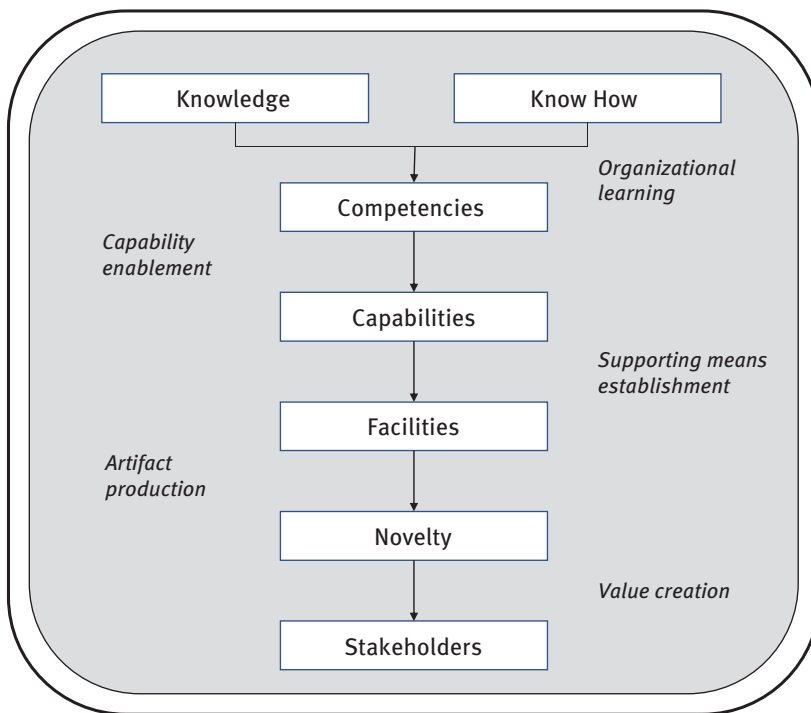 Knowledge
Know How
Organizational
learning
Competencies
Capability
enablement
Capabilities
Supporting means
establishment
Facilities
Artifact
production
Novelty
Value creation
Stakeholders